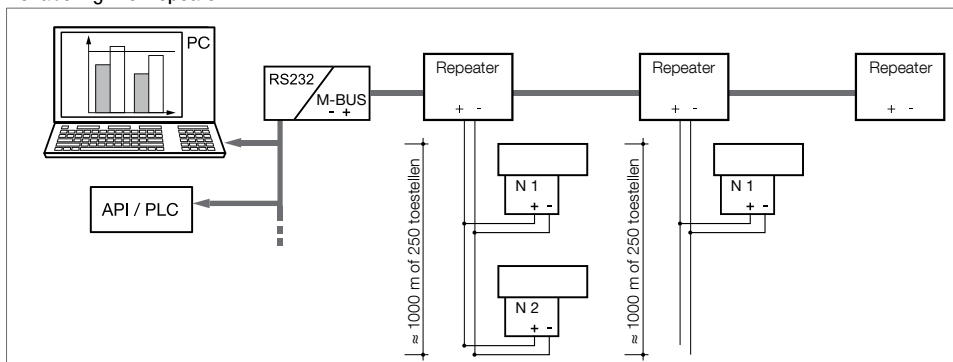 PC
RS232
M-BUS
- +
Repeater
+ -
Repeater
+ -
Repeater
+ -
API / PLC
≈ 1000 m of 250 toestellen
N 1
+ -
N 2
+ -
≈ 1000 m of 250 toestellen
N 1
+ -